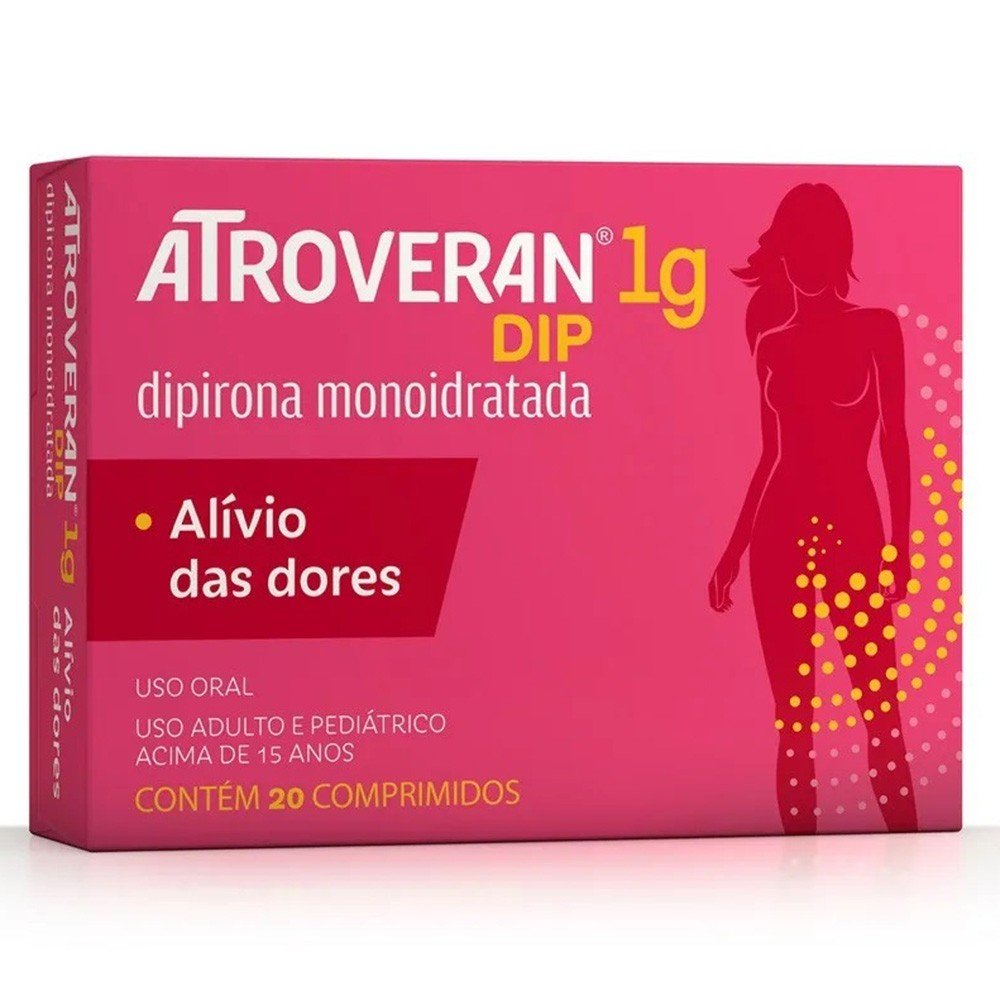 ATROVERAN® 1g
DIP
dipirona monoidratada
• Alívio
das dores
USO ORAL
USO ADULTO E PEDIÁTRICO
ACIMA DE 15 ANOS
CONTÉM 20 COMPRIMIDOS
ATROVERAN® 1g
DIP
dipirona monoidratada
Alívio
das dores